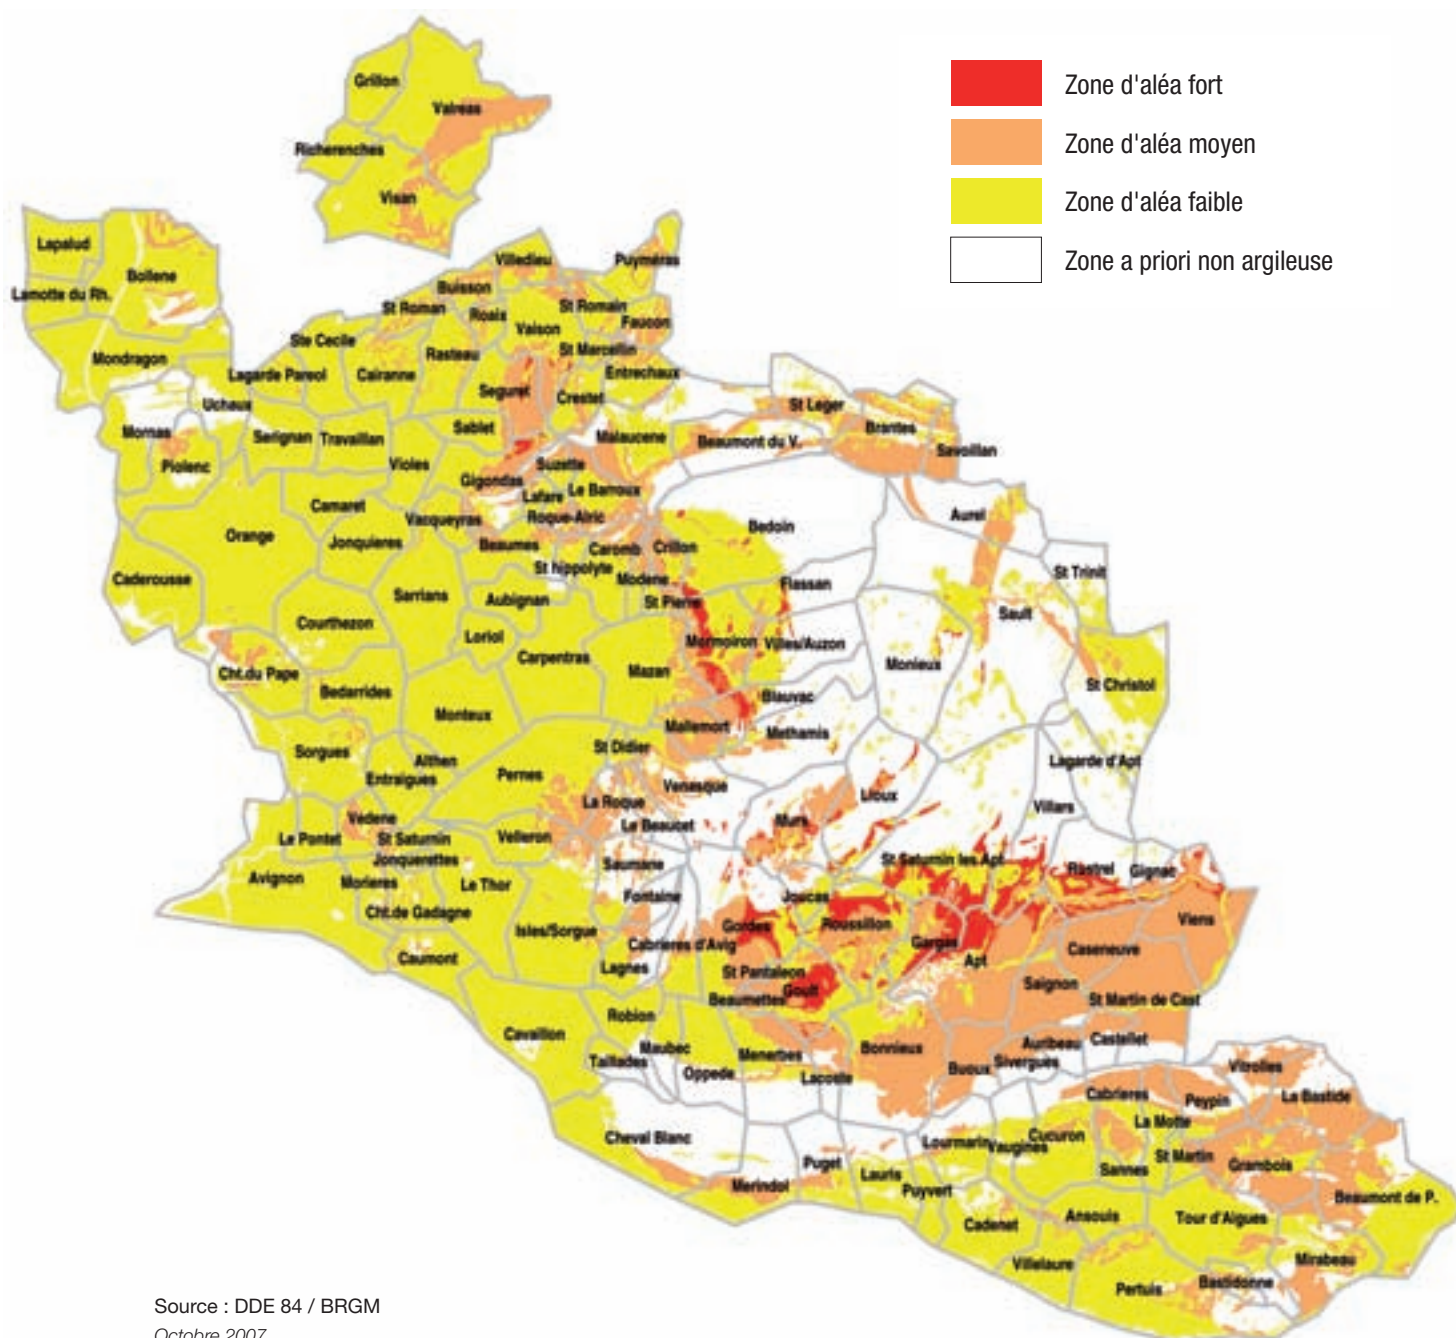 Zone d'aléa fort
Zone d'aléa moyen
Zone d'aléa faible
Zone a priori non argileuse
Grillon
Valreas
Richerenches
Visan
Lapalud
Bollene
Lamotte du Rh.
Mondragon
Villedieu
Puyméras
Buisson
St Roman
Roaix
St Romain
Faucon
Vaison
Ste Cecile
Rasteau
St Marcellin
Entrechaux
Lagarde Pareol
Cairanne
Seguret
Crestet
Uchaux
St Leger
Mornas
Serignan
Travaillan
Sablet
Malaucene
Beaumont du V.
Brantes
Savoillan
Piolenc
Violes
Suzette
Gigondas
Lafare
Le Barroux
Camaret
Vacqueyras
Roque-Alric
Aurel
Bedoin
Orange
Jonquieres
Beaumes
Caromb
Crillon
St hippolyte
Modene
Flassan
St Trinit
Caderousse
Sarrians
Aubignan
St Pierre
Sault
Courthezon
Loriol
Mormoiron
Villes/Auzon
Carpentras
Mazan
Monieux
Cht.du Pape
Bedarrides
Blauvac
St Christol
Monteux
Mallemort
Methamis
Sorgues
St Didier
Althen
Lagarde d'Apt
Entraigues
Pernes
Venasque
La Roque
Lioux
Villars
Vedene
Le Beaucet
Murs
Le Pontet
St Saturnin
Velleron
Jonquerettes
Saumane
St Saturnin les Apt
Rastrel
Gignac
Avignon
Morieres
Le Thor
Fontaine
Joucas
Cht.de Gadagne
Viens
Isles/Sorgue
Gordes
Roussillon
Cabrieres d'Avig
Gargas
Caseneuve
Caumont
Lagnes
St Pantaleon
Apt
Saignon
Goult
Beaumettes
St Martin de Cast
Robion
Cavaillon
Maubec
Menerbes
Bonnieux
Auribeau
Castellet
Taillades
Oppede
Lacoste
Buoux
Sivergues
Vitrolles
Cabrieres
Peypin
La Bastide
La Motte
Cheval Blanc
Lourmarin
Vaugines
Cucuron
Puget
St Martin
Grambois
Sannes
Lauris
Merindol
Puyvert
Beaumont de P.
Cadenet
Ansouis
Tour d'Aigues
Villelaure
Mirabeau
Pertuis
Bastidonne
Source : DDE 84 / BRGM
Octobre 2007